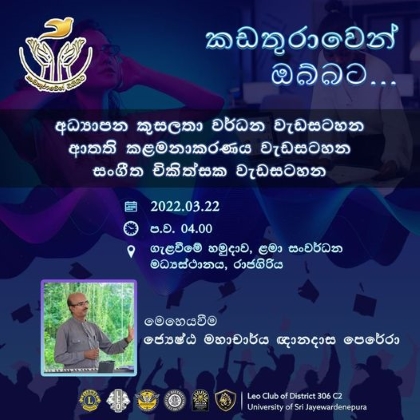 කඩතුරාවෙන්
ඔබ්බට...
අධ්‍යාපන කුසලතා වර්ධන වැඩසටහන
ආතති කළමනාකරණය වැඩසටහන
සංගීත චිකිත්සක වැඩසටහන
2022.03.22
ප.ව. 04.00
ගැළවීමේ හමුදාව, ළමා සංවර්ධන
මධ්‍යස්ථානය, රාජගිරිය
මෙහෙයවීම
ජ්‍යෙෂ්ඨ මහාචාර්ය ඥානදාස පෙරේරා
Leo Club of District 306 C2
University of Sri Jayewardenepura